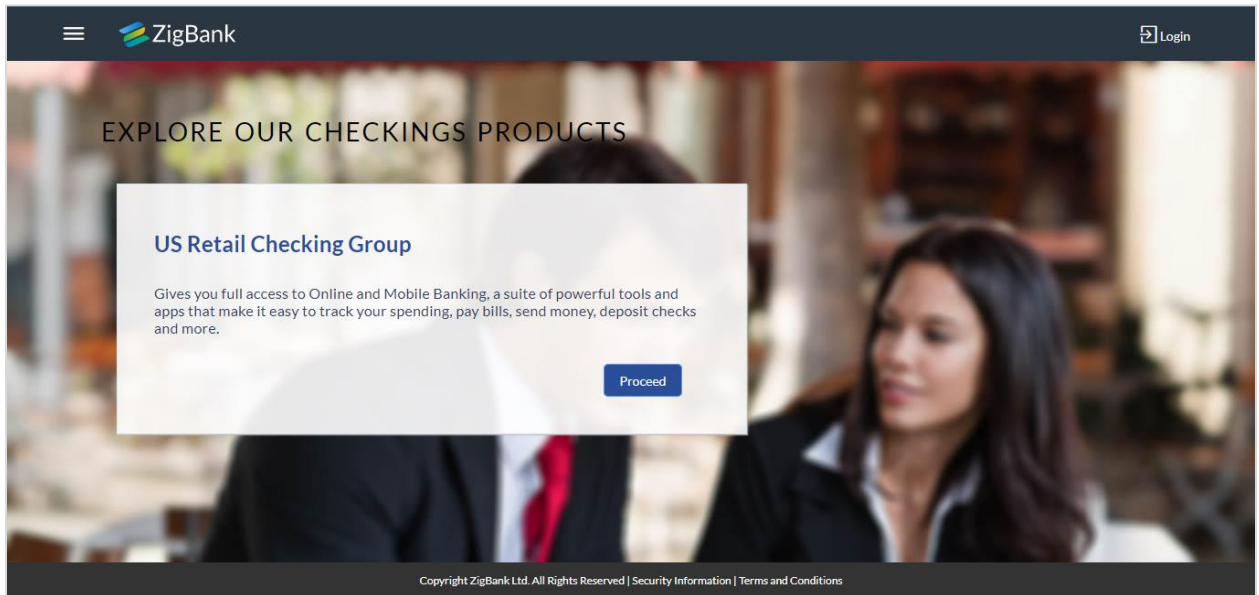 ZigBank
Login
EXPLORE OUR CHECKINGS PRODUCTS
US Retail Checking Group
Gives you full access to Online and Mobile Banking, a suite of powerful tools and
apps that make it easy to track your spending, pay bills, send money, deposit checks
and more.
Proceed
Copyright ZigBank Ltd. All Rights Reserved | Security Information | Terms and Conditions